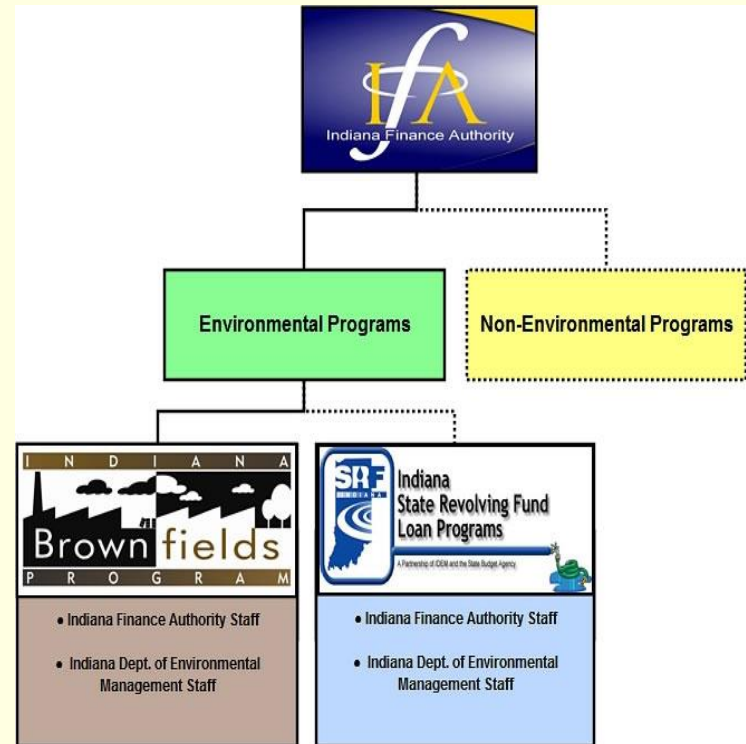 IfA
Indiana Finance Authority
Environmental Programs
Non-Environmental Programs
INDIANA
Brownfields
PROGRAM
• Indiana Finance Authority Staff
• Indiana Dept. of Environmental
Management Staff
SRF
INDIANA
Indiana
State Revolving Fund
Loan Programs
A Partnership of IDEM and the State Budget Agency
• Indiana Finance Authority Staff
• Indiana Dept. of Environmental
Management Staff